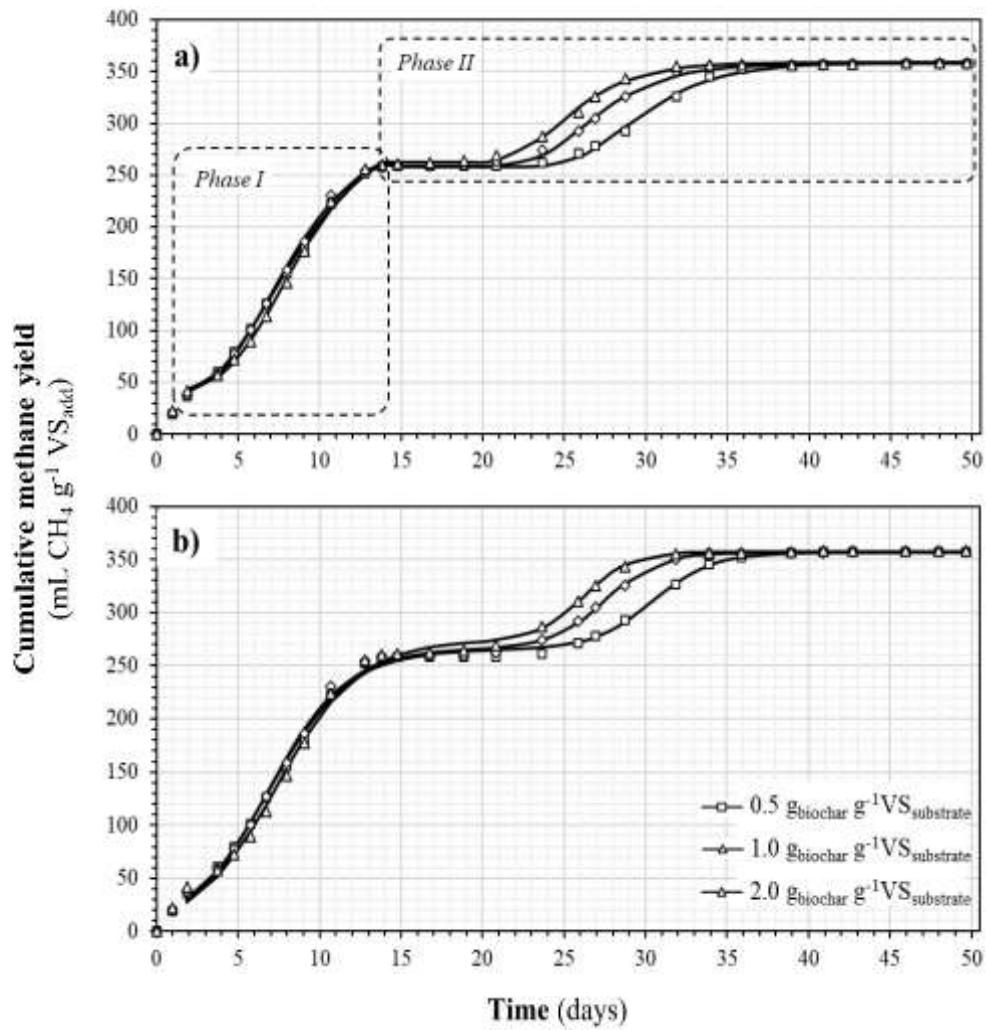 Cumulative methane yield
(mL CH₄ g⁻¹ VSadd)
a)
Phase I
Phase II
400
350
300
250
200
150
100
50
0
0 5 10 15 20 25 30 35 40 45 50
b)
400
350
300
250
200
150
100
50
0
0.5 gbiochar g⁻¹VSsubstrate
1.0 gbiochar g⁻¹VSsubstrate
2.0 gbiochar g⁻¹VSsubstrate
0 5 10 15 20 25 30 35 40 45 50
Time (days)